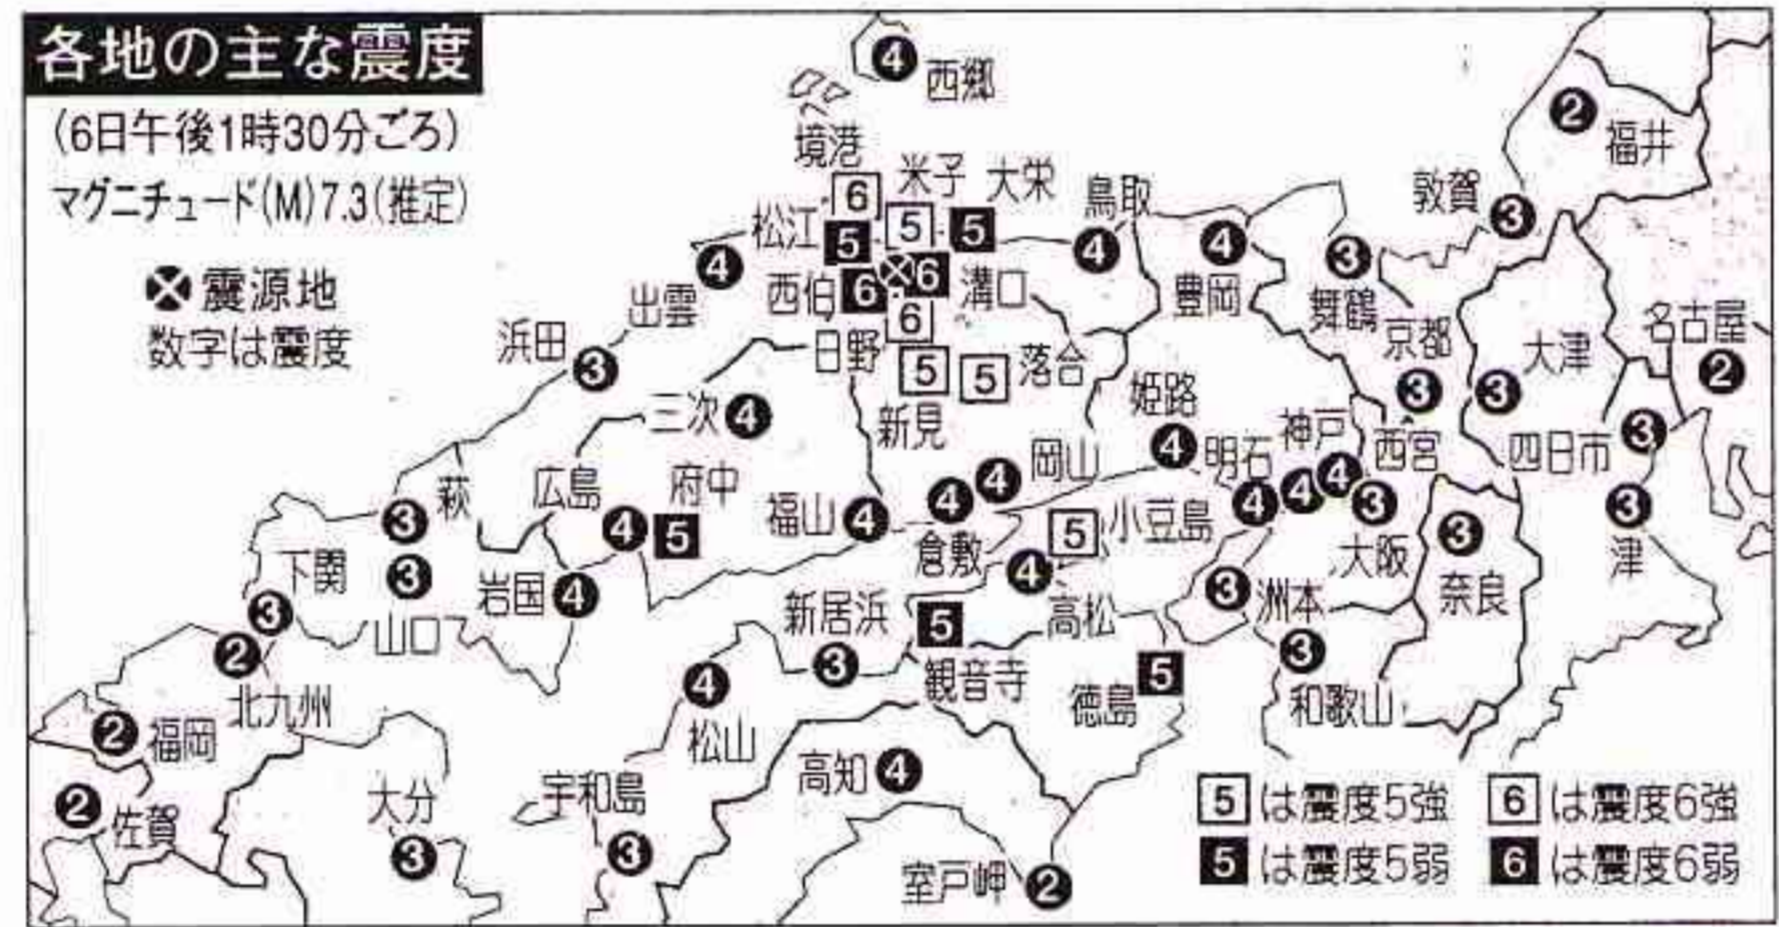 各地の主な震度
(6日午後1時30分ごろ)
マグニチュード(M)7.3(推定)
震源地
数字は震度
4 西郷
2 福井
境港 6
米子 5
大栄 5
鳥取 4
豊岡 4
舞鶴 3
敦賀 3
松江 5
出雲 4
西伯 6
6 溝口
日野 6
浜田 3
新見 5
5 落合
三次 4
姫路 4
京都 3
大津 3
名古屋 2
四日市 3
萩 3
広島 4
府中 5
福山 4
倉敷 4
岡山 4
明石 4
神戸 4
4 西宮
大阪 3
奈良 3
津 3
5 小豆島
高松 4
洲本 3
和歌山 3
下関 3
山口 3
岩国 4
新居浜 3
観音寺 5
徳島 5
北九州 2
福岡 2
佐賀 2
大分 3
松山 4
宇和島 3
高知 4
室戸岬 2
5は震度5強 6は震度6強
5は震度5弱 6は震度6弱